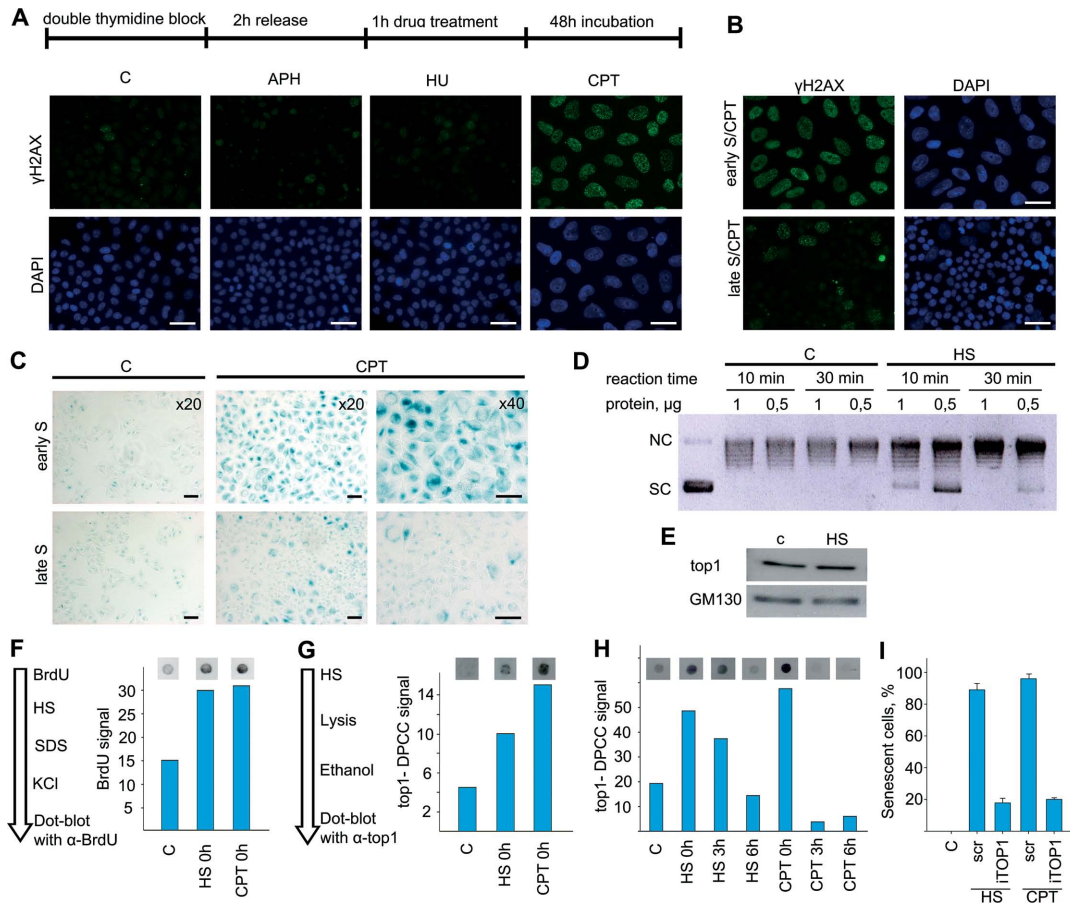 A
double thymidine block 2h release 1h drug treatment 48h incubation
C APH HU CPT
γH2AX
DAPI
B
γH2AX DAPI
early S/CPT
late S/CPT
C
C CPT
x20 x20 x40
early S
late S
D
C HS
reaction time 10 min 30 min 10 min 30 min
protein, µg 1 0,5 1 0,5 1 0,5 1 0,5
NC
SC
E
c HS
top1
GM130
F
BrdU
HS
SDS
KCl
Dot-blot
with α-BrdU
BrdU signal
30
25
20
15
10
5
C HS 0h CPT 0h
G
HS
Lysis
Ethanol
Dot-blot
with α-top1
top1- DPCC signal
14
10
8
6
4
2
C HS 0h CPT 0h
H
top1- DPCC signal
50
40
30
20
10
C HS 0h HS 3h HS 6h CPT 0h CPT 3h CPT 6h
I
Senescent cells, %
100
80
60
40
20
C scr iTOP1 scr iTOP1
HS CPT